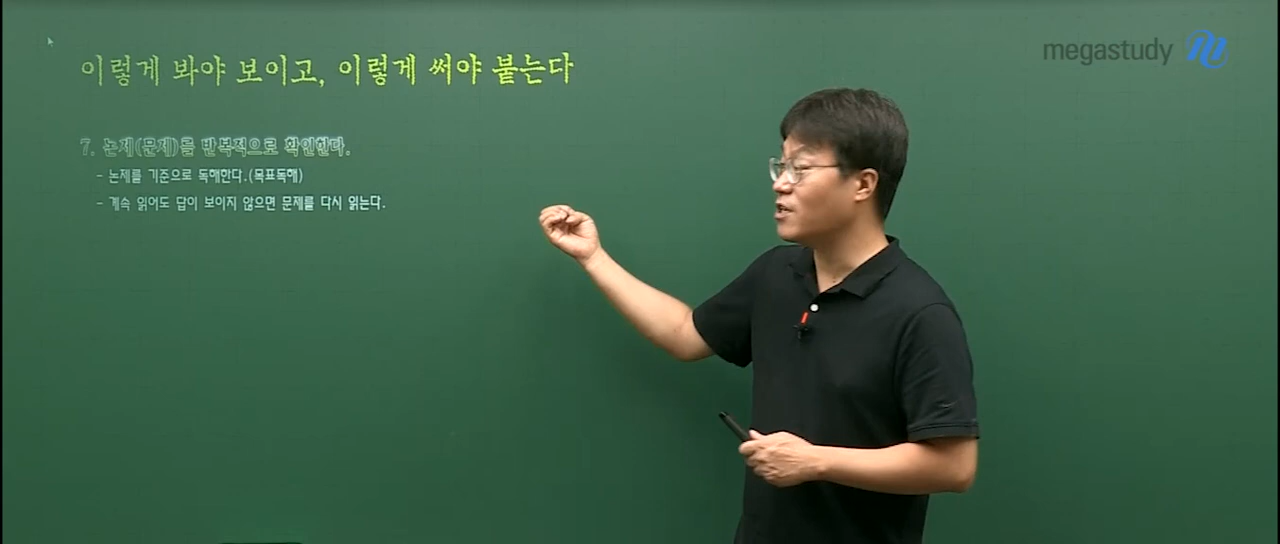 이렇게 봐야 보이고, 이렇게 써야 붙는다
megastudy
7. 논제(문제)를 반복적으로 확인한다.
- 논제를 기준으로 독해한다.(목표독해)
- 계속 읽어도 답이 보이지 않으면 문제를 다시 읽는다.